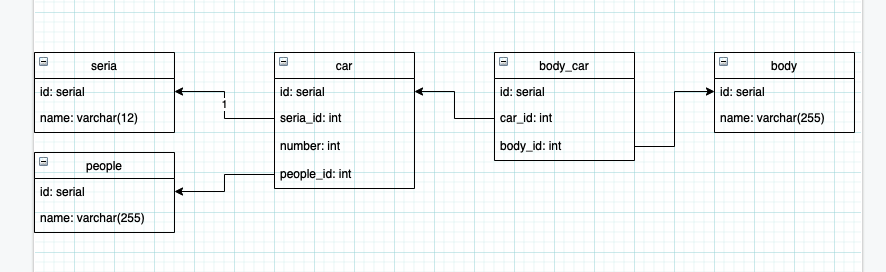 seria
id: serial
name: varchar(12)
people
id: serial
name: varchar(255)
1
car
id: serial
seria_id: int
number: int
people_id: int
body_car
id: serial
car_id: int
body_id: int
body
id: serial
name: varchar(255)